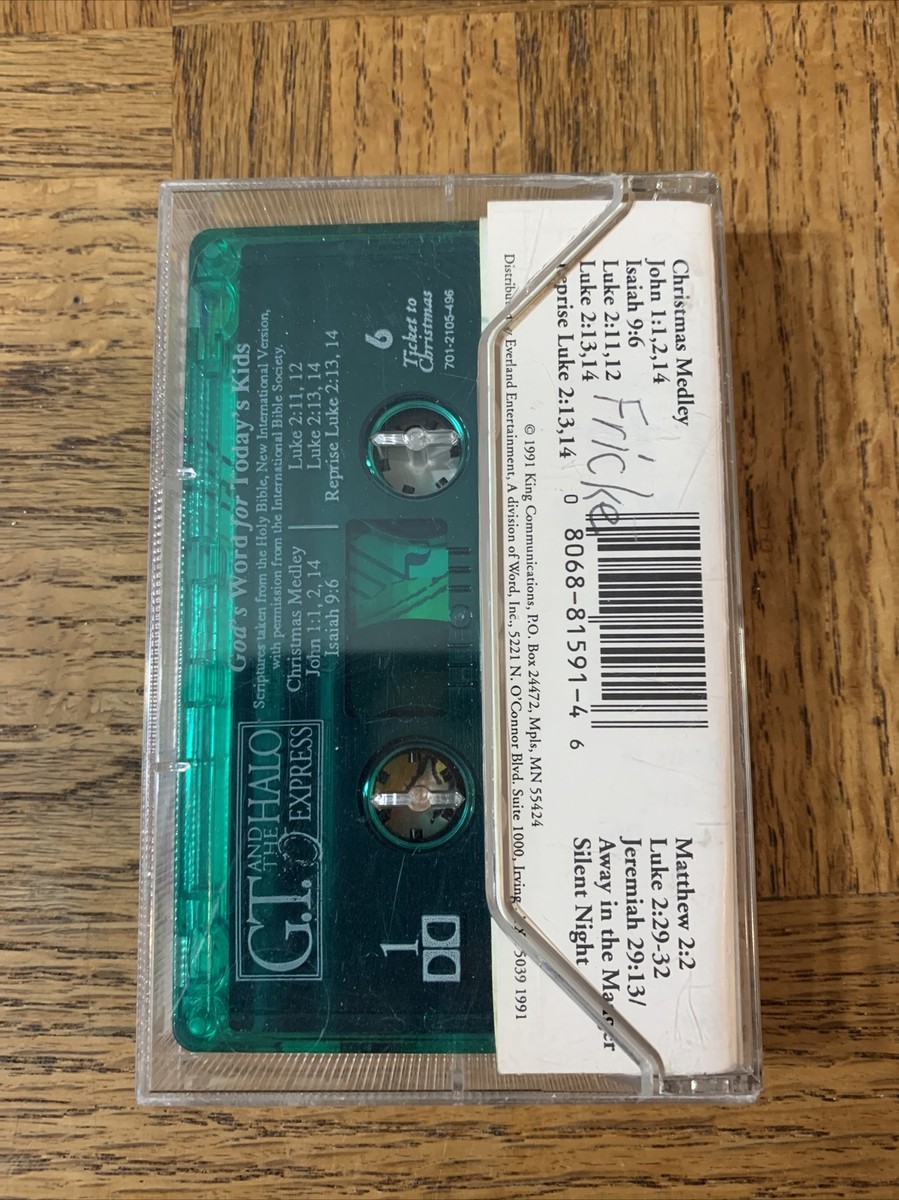 Christmas Medley
John 1:1,2,14
Isaiah 9:6
Luke 2:11,12
Luke 2:13,14
Reprise Luke 2:13,14
Fricke
0 8068-81591-4 6
Matthew 2:2
Luke 2:29-32
Jeremiah 29:13/
Away in the Manger
Silent Night
© 1991 King Communications, P.O. Box 24472, Mpls, MN 55424
Everland Entertainment, A division of Word, Inc., 5221 N. O'Connor Blvd. Suite 1000, Irving, 5039 1991
G.T. AND THE HALO EXPRESS
God's Word for Today's Kids
Scriptures taken from the Holy Bible, New International Version,
with permission from the International Bible Society.
Christmas Medley
John 1:1, 2, 14
Isaiah 9:6
Luke 2:11, 12
Luke 2:13, 14
Reprise Luke 2:13, 14
1
6
Ticket to
Christmas
701-2105-496